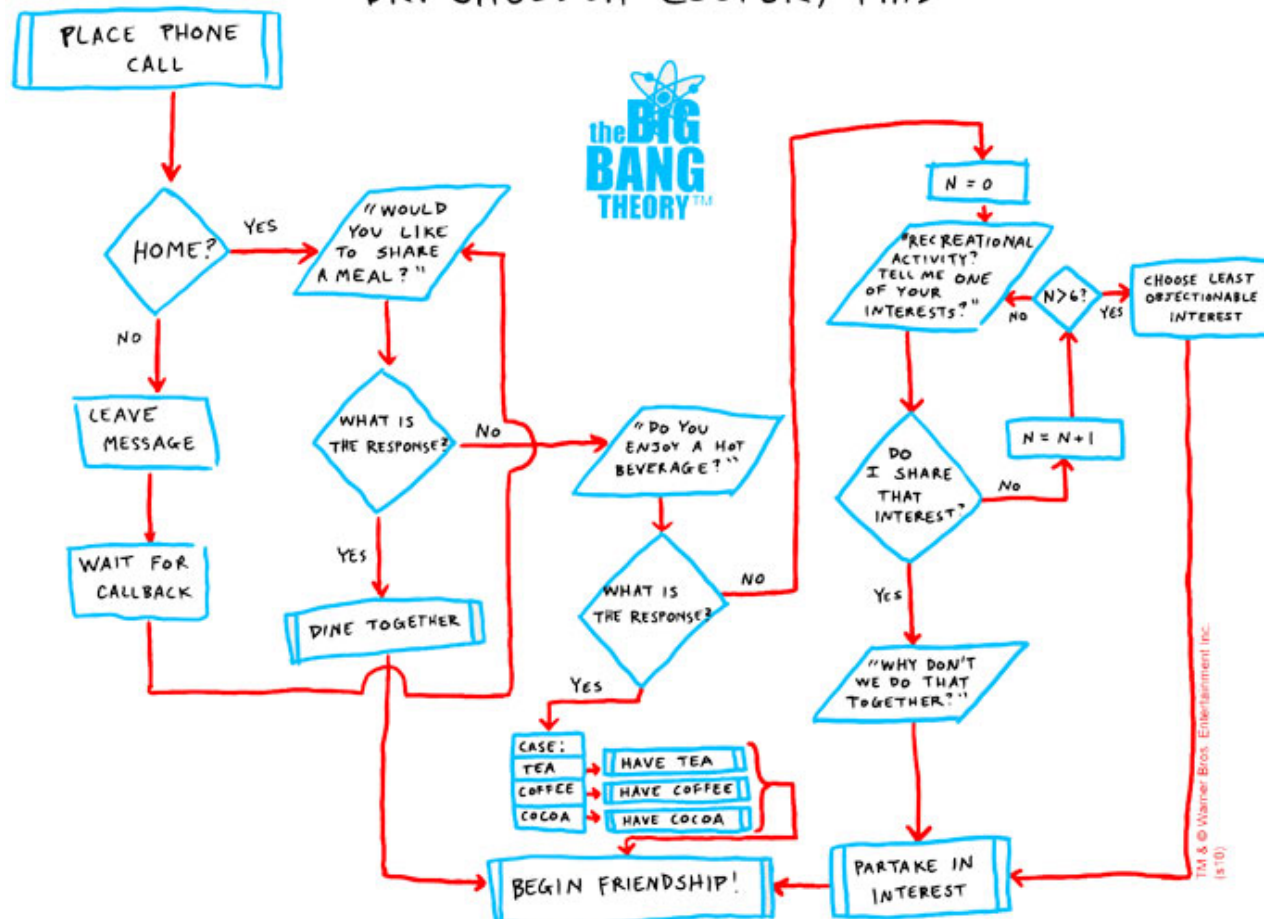 PLACE PHONE
CALL
the BIG
BANG
THEORY™
HOME?
YES
NO
LEAVE
MESSAGE
WAIT FOR
CALLBACK
"WOULD
YOU LIKE
TO SHARE
A MEAL?"
WHAT IS
THE RESPONSE?
NO
YES
DINE TOGETHER
"DO YOU
ENJOY A HOT
BEVERAGE?"
WHAT IS
THE RESPONSE?
NO
YES
CASE:
TEA
HAVE TEA
COFFEE
HAVE COFFEE
COCOA
HAVE COCOA
N = 0
"RECREATIONAL
ACTIVITY?
TELL ME ONE
OF YOUR
INTERESTS?"
N>6?
NO
YES
CHOOSE LEAST
OBJECTIONABLE
INTEREST
N = N+1
DO
I SHARE
THAT
INTEREST?
NO
YES
"WHY DON'T
WE DO THAT
TOGETHER?"
PARTAKE IN
INTEREST
BEGIN FRIENDSHIP!
TM & © Warner Bros. Entertainment Inc.
(s10)